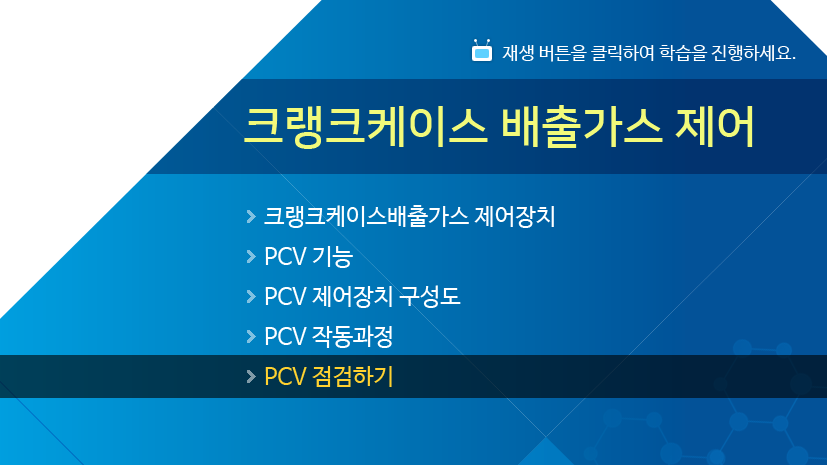 재생 버튼을 클릭하여 학습을 진행하세요.
크랭크케이스 배출가스 제어
크랭크케이스배출가스 제어장치
PCV 기능
PCV 제어장치 구성도
PCV 작동과정
PCV 점검하기